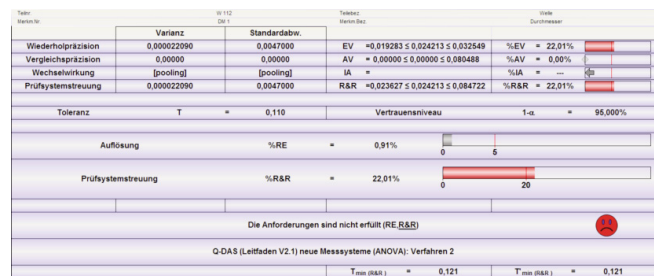 Teilnr. W 112 Teilebez. Welle
Merkm.Nr. DM 1 Merkm.Bez. Durchmesser
Varianz Standardabw.
Wiederholpräzision 0,000022090 0,0047000 EV =0,019283 ≤ 0,024213 ≤ 0,032549 %EV = 22,01%
Vergleichspräzision 0,00000 0,00000 AV = 0,00000 ≤ 0,00000 ≤ 0,080488 %AV = 0,00%
Wechselwirkung [pooling] [pooling] IA = %IA = ---
Prüfsystemstreuung 0,000022090 0,0047000 R&R =0,023627 ≤ 0,024213 ≤ 0,084722 %R&R = 22,01%
Toleranz T = 0,110 Vertrauensniveau 1-α = 95,000%
Auflösung %RE = 0,91%
0 5
Prüfsystemstreuung %R&R = 22,01%
0 20
Die Anforderungen sind nicht erfüllt (RE,R&R)
Q-DAS (Leitfaden V2.1) neue Messsysteme (ANOVA): Verfahren 2
T min (R&R ) = 0,121 T' min (R&R ) = 0,121